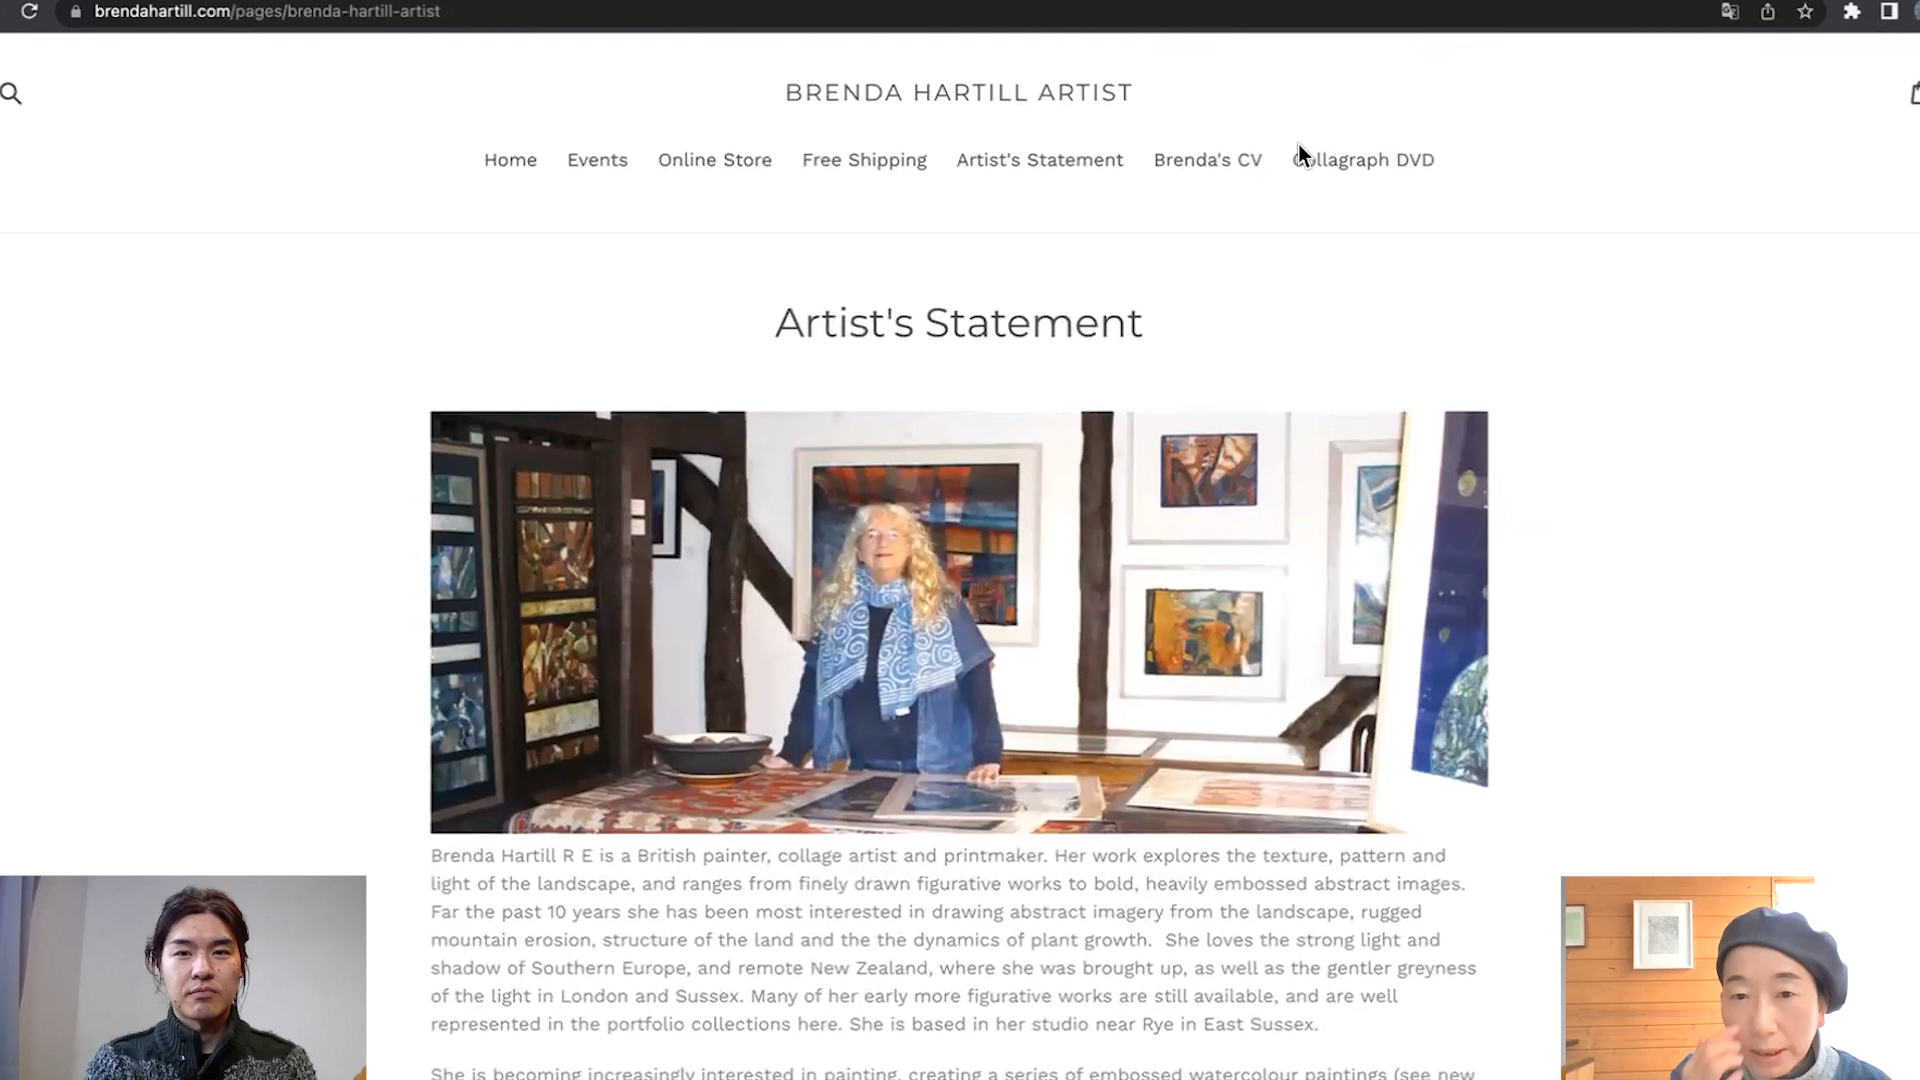 brendahartill.com/pages/brenda-hartill-artist
BRENDA HARTILL ARTIST
Home Events Online Store Free Shipping Artist's Statement Brenda's CV Collagraph DVD
Artist's Statement
Brenda Hartill R E is a British painter, collage artist and printmaker. Her work explores the texture, pattern and
light of the landscape, and ranges from finely drawn figurative works to bold, heavily embossed abstract images.
Far the past 10 years she has been most interested in drawing abstract imagery from the landscape, rugged
mountain erosion, structure of the land and the the dynamics of plant growth. She loves the strong light and
shadow of Southern Europe, and remote New Zealand, where she was brought up, as well as the gentler greyness
of the light in London and Sussex. Many of her early more figurative works are still available, and are well
represented in the portfolio collections here. She is based in her studio near Rye in East Sussex.
She is becoming increasingly interested in painting, creating a series of embossed watercolour paintings (see new